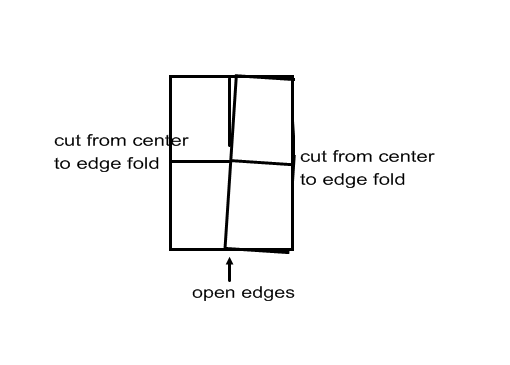 cut from center
to edge fold
cut from center
to edge fold
open edges